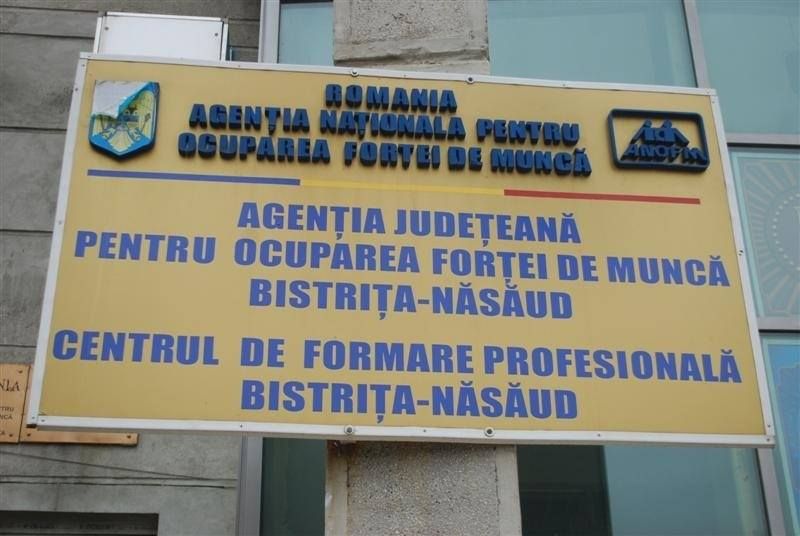 ROMANIA
AGENȚIA NAȚIONALA PENTRU
OCUPAREA FORȚEI DE MUNCĂ
ANOFM
AGENȚIA JUDEȚEANĂ
PENTRU OCUPAREA FORȚEI DE MUNCĂ
BISTRIȚA-NĂSĂUD
CENTRUL DE FORMARE PROFESIONALĂ
BISTRIȚA-NĂSĂUD